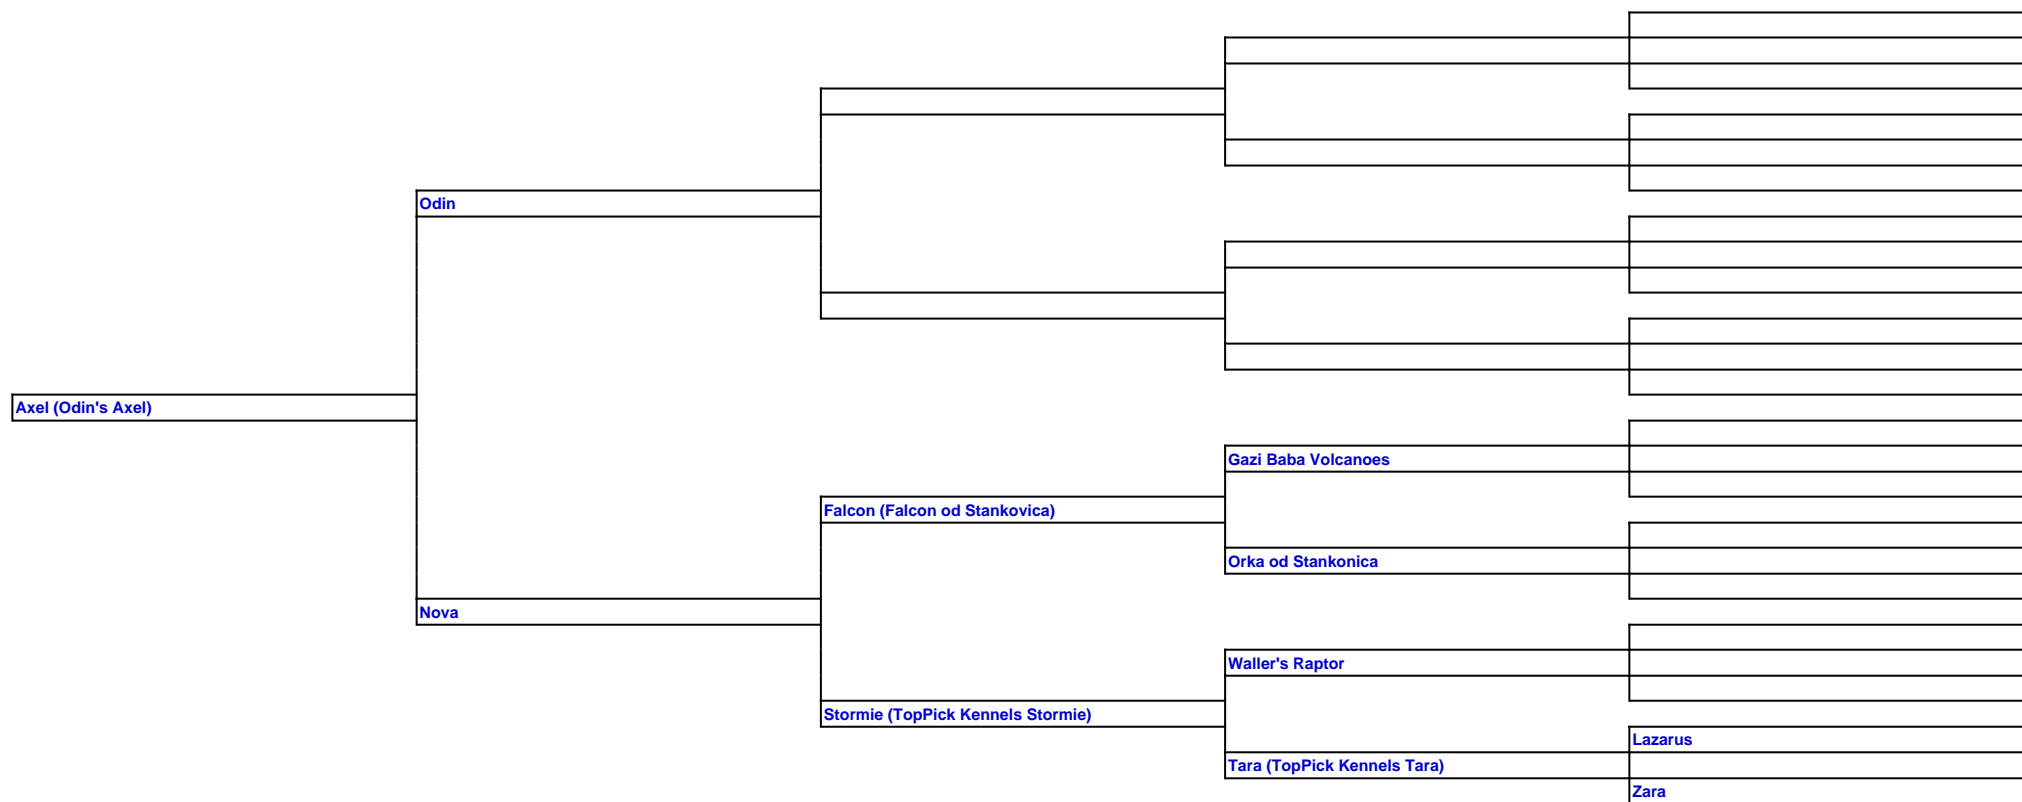 Odin
Axel (Odin's Axel)
Gazi Baba Volcanoes
Falcon (Falcon od Stankovica)
Orka od Stankonica
Nova
Waller's Raptor
Stormie (TopPick Kennels Stormie)
Lazarus
Tara (TopPick Kennels Tara)
Zara